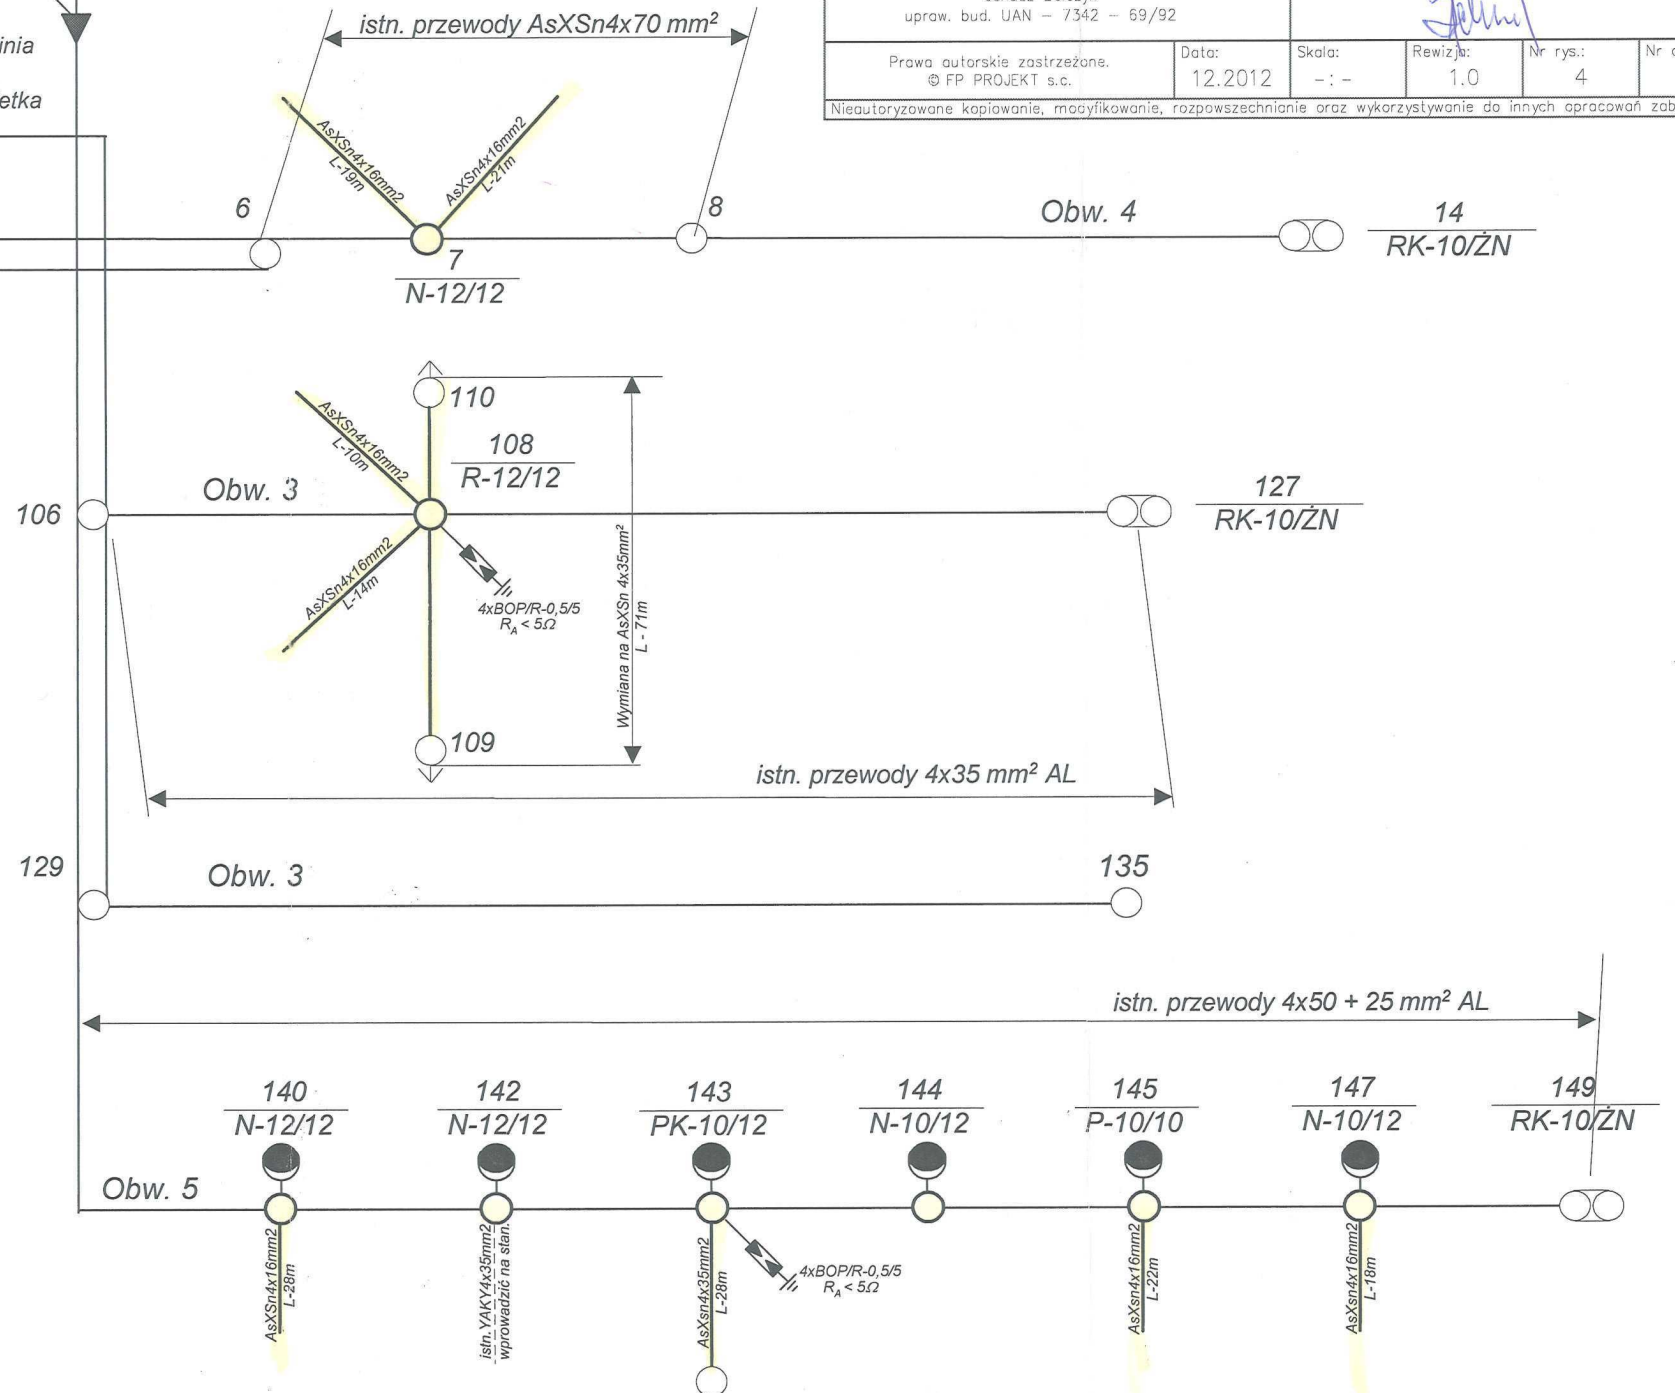 istn. przewody AsXSn4x70 mm²
upraw. bud. UAN – 7342 – 69/92
Prawa autorskie zastrzeżone.
© FP PROJEKT s.c.
Data:
12.2012
Skala:
-:-
Rewizja:
1.0
Nr rys.:
4
Nr
Nieautoryzowane kopiowanie, modyfikowanie, rozpowszechnianie oraz wykorzystywanie do innych opracowań
AsXSn4x16mm2
L-19m
AsXSn4x16mm2
L-21m
6
7
N-12/12
8
Obw. 4
14
RK-10/ŻN
110
AsXSn4x16mm2
L-10m
108
R-12/12
Obw. 3
106
127
RK-10/ŻN
AsXSn4x16mm2
L-14m
4xBOP/R-0,5/5
RA < 5Ω
Wymiana na AsXSn 4x35mm²
L - 71m
109
istn. przewody 4x35 mm² AL
129
Obw. 3
135
istn. przewody 4x50 + 25 mm² AL
140
N-12/12
142
N-12/12
143
PK-10/12
144
N-10/12
145
P-10/10
147
N-10/12
149
RK-10/ŻN
Obw. 5
AsXSn4x16mm2
L-28m
istn.YAKY4x35mm2
wprowadzić na stan.
AsXsn4x35mm2
L-28m
4xBOP/R-0,5/5
RA < 5Ω
AsXsn4x16mm2
L-22m
AsXsn4x16mm2
L-18m